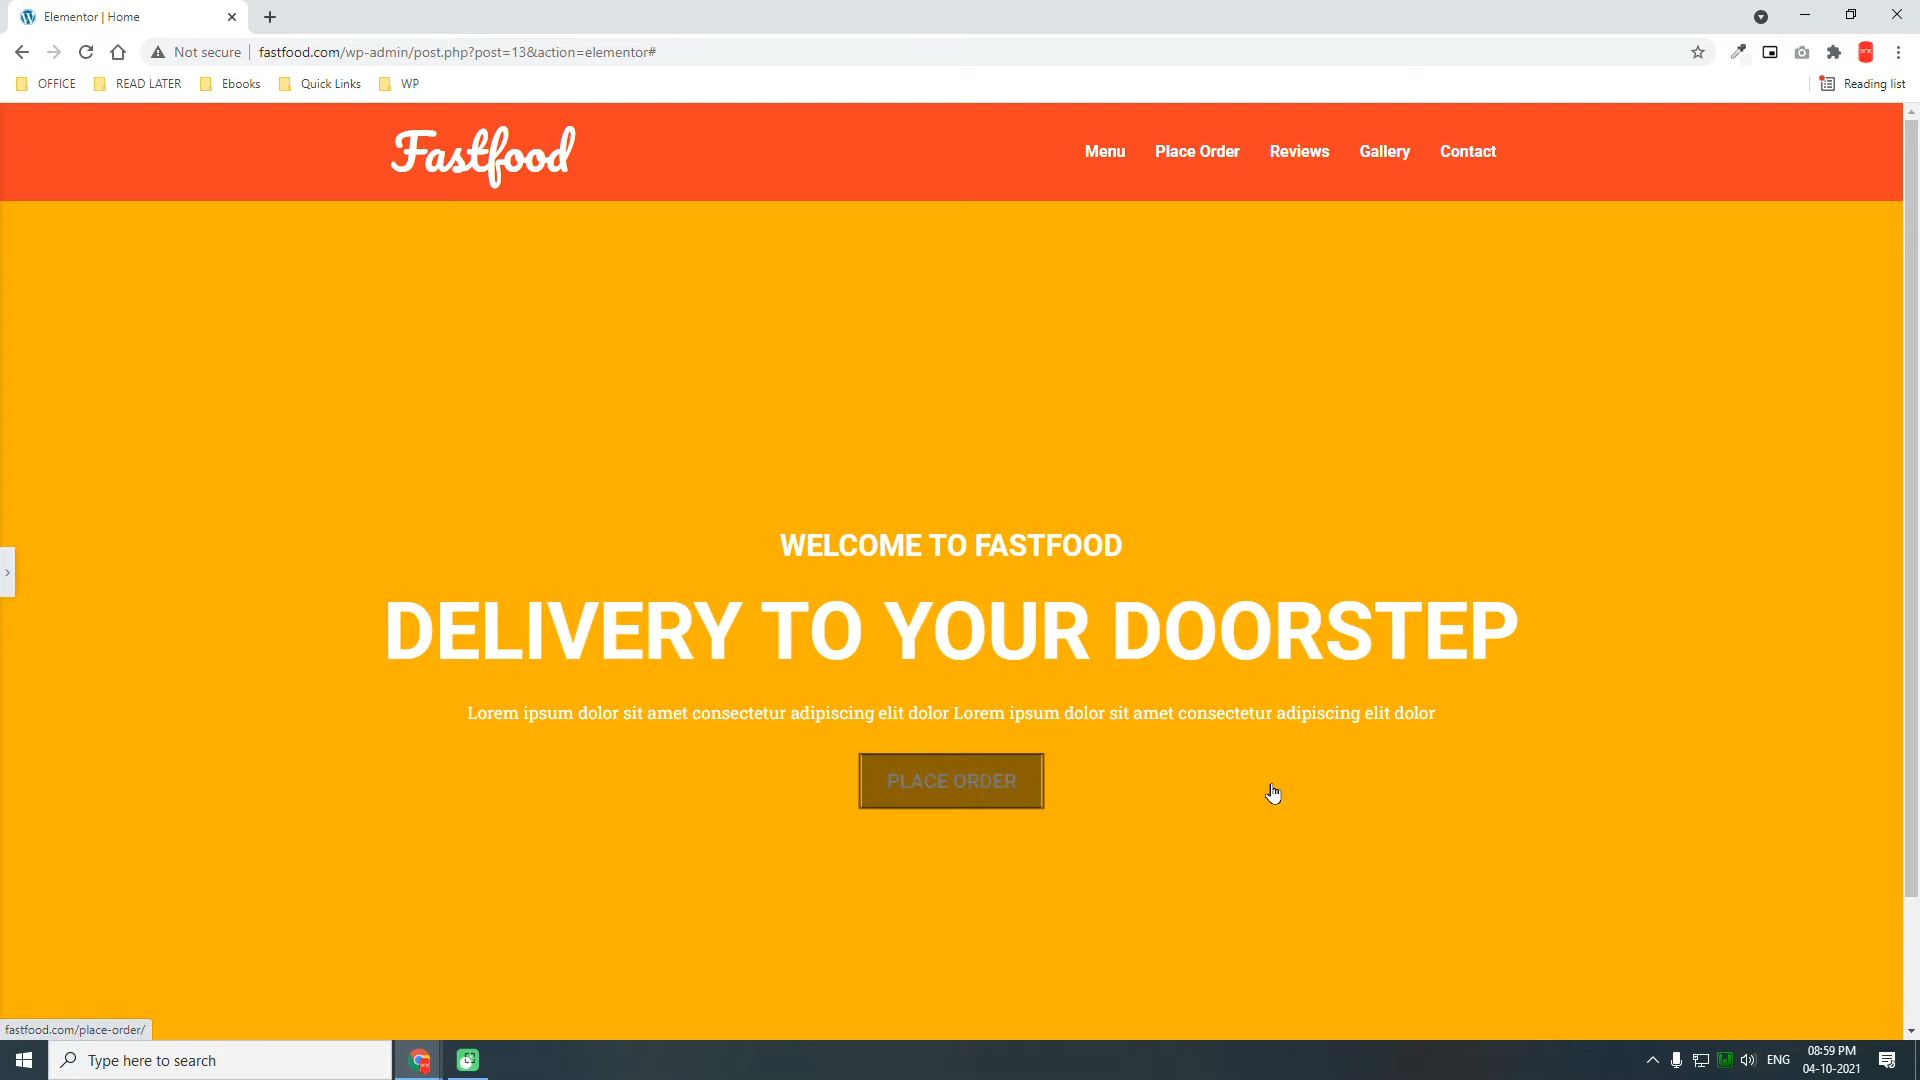 Elementor | Home
Not secure
fastfood.com/wp-admin/post.php?post=13&action=elementor#
OFFICE
READ LATER
Ebooks
Quick Links
WP
Reading list
Fastfood
Menu
Place Order
Reviews
Gallery
Contact
WELCOME TO FASTFOOD
DELIVERY TO YOUR DOORSTEP
Lorem ipsum dolor sit amet consectetur adipiscing elit dolor Lorem ipsum dolor sit amet consectetur adipiscing elit dolor
PLACE ORDER
fastfood.com/place-order/
Type here to search
ENG
08:59 PM
04-10-2021